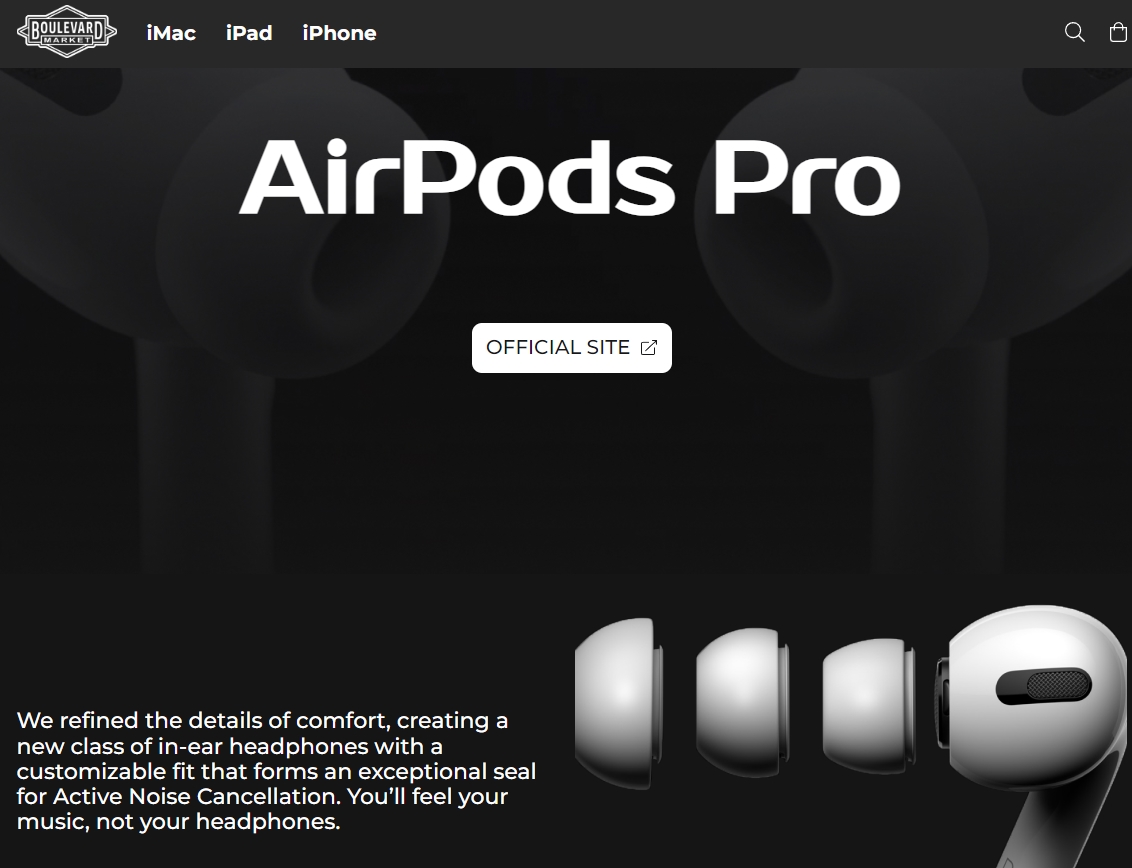 BOULEVARD
MARKET
iMac iPad iPhone
AirPods Pro
OFFICIAL SITE
We refined the details of comfort, creating a
new class of in-ear headphones with a
customizable fit that forms an exceptional seal
for Active Noise Cancellation. You’ll feel your
music, not your headphones.